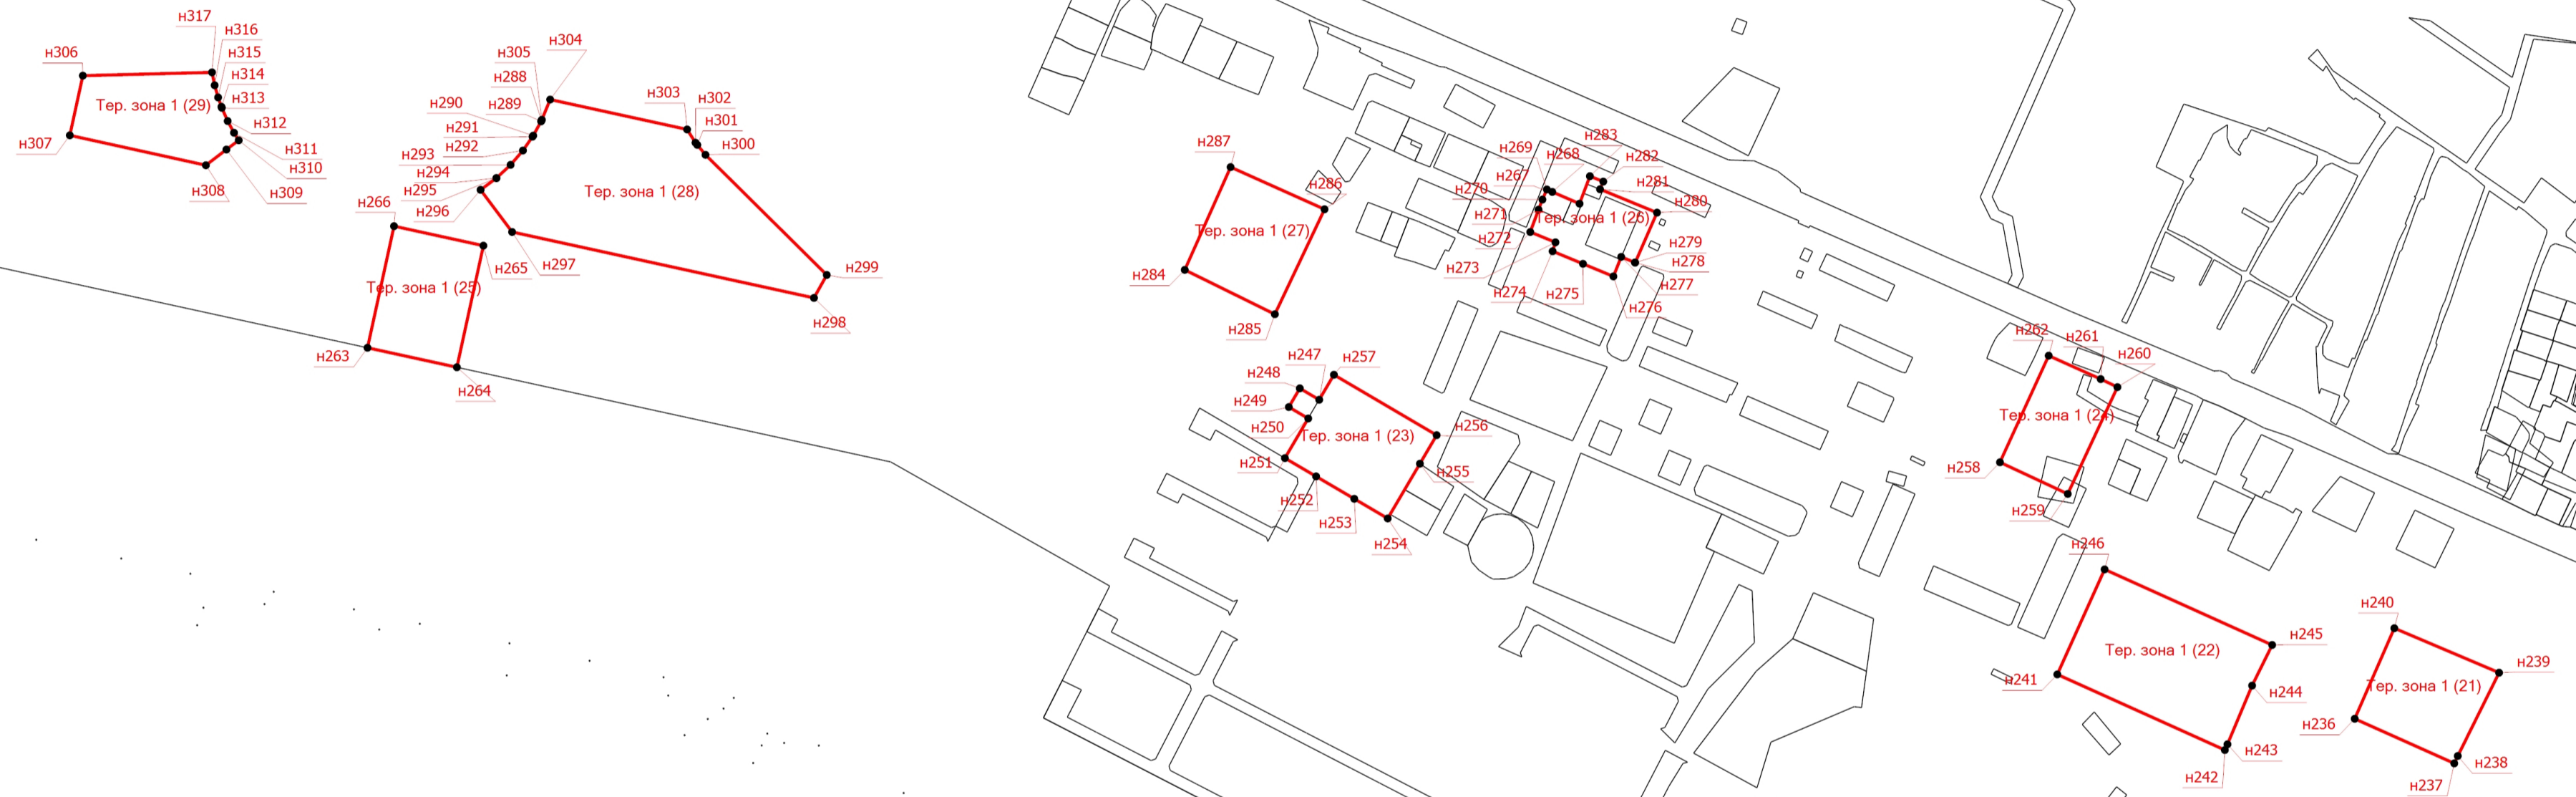 н317
н316
н315
н314
н313
н312
н311
н310
н309
н308
н307
н306
Тер. зона 1 (29)
н305
н304
н288
н289
н290
н291
н292
н293
н294
н295
н296
н297
н298
н299
н300
н301
н302
н303
Тер. зона 1 (28)
н266
н265
н263
н264
Тер. зона 1 (25)
н287
н286
н284
н285
Тер. зона 1 (27)
н283
н282
н281
н280
н279
н278
н277
н276
н275
н274
н273
н272
н271
н270
н267
н269
н268
Тер. зона 1 (26)
н247
н257
н248
н249
н250
н251
н252
н253
н254
н255
н256
Тер. зона 1 (23)
н262
н261
н260
н258
н259
Тер. зона 1 (24)
н246
н245
н244
н243
н242
н241
Тер. зона 1 (22)
н240
н239
н238
н237
н236
Тер. зона 1 (21)